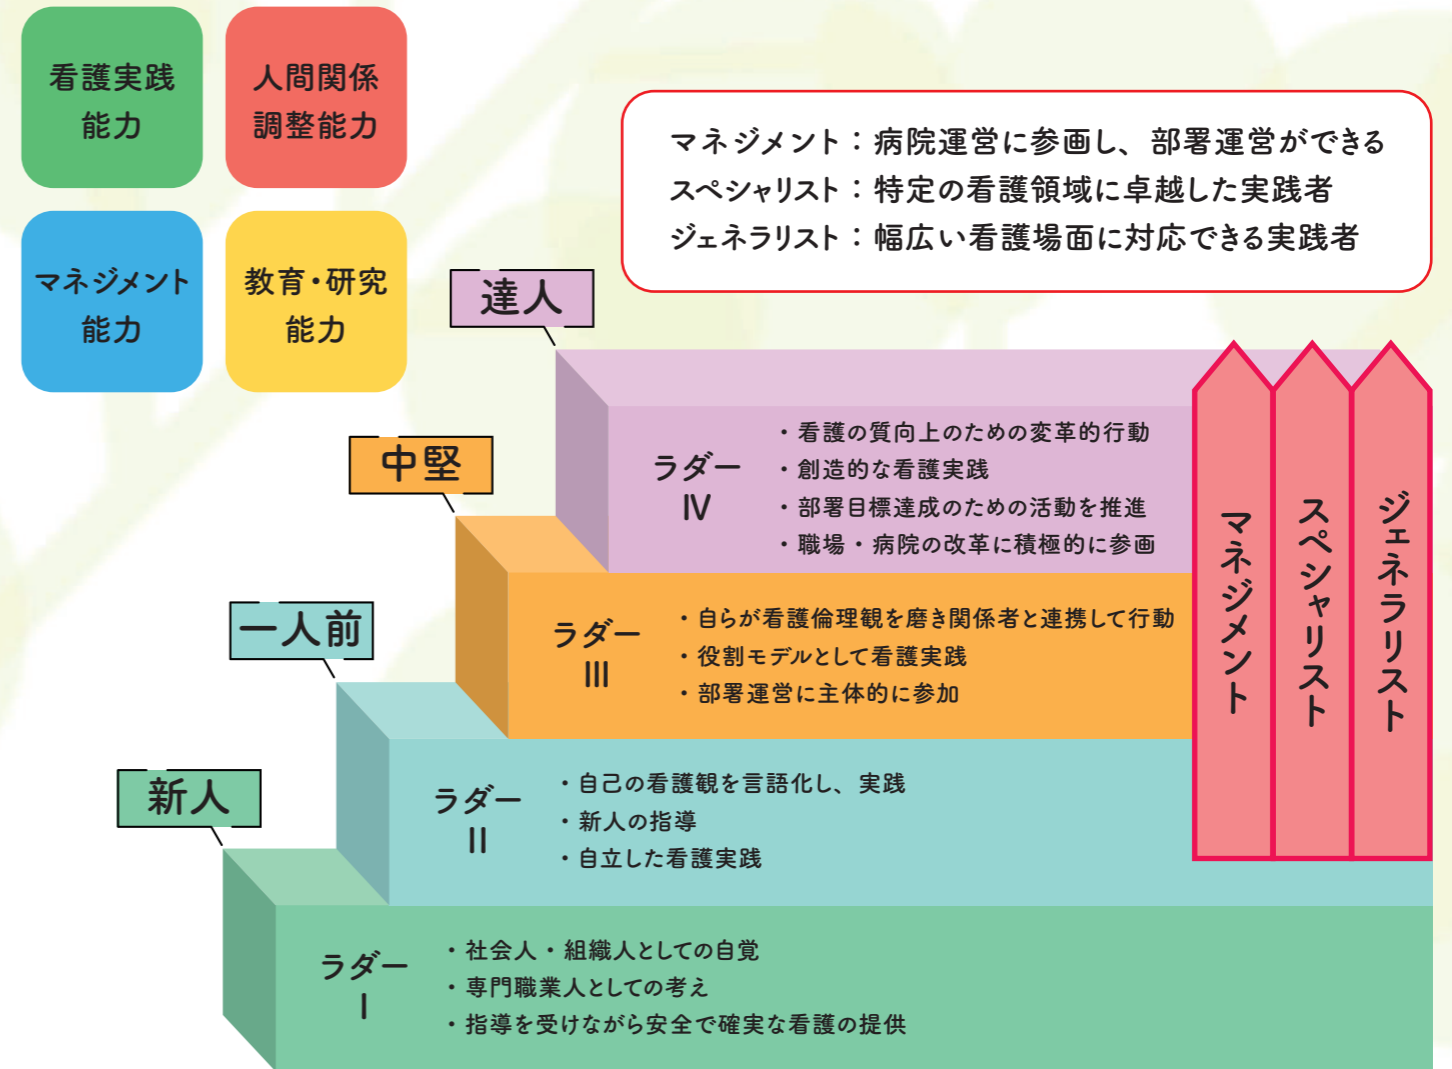 看護実践
能力
人間関係
調整能力
マネジメント
能力
教育・研究
能力
マネジメント：病院運営に参画し、部署運営ができる
スペシャリスト：特定の看護領域に卓越した実践者
ジェネラリスト：幅広い看護場面に対応できる実践者
達人
ラダー
Ⅳ
・看護の質向上のための変革的行動
・創造的な看護実践
・部署目標達成のための活動を推進
・職場・病院の改革に積極的に参画
中堅
ラダー
Ⅲ
・自らが看護倫理観を磨き関係者と連携して行動
・役割モデルとして看護実践
・部署運営に主体的に参加
一人前
ラダー
Ⅱ
・自己の看護観を言語化し、実践
・新人の指導
・自立した看護実践
新人
ラダー
Ⅰ
・社会人・組織人としての自覚
・専門職業人としての考え
・指導を受けながら安全で確実な看護の提供
マネジメント
スペシャリスト
ジェネラリスト